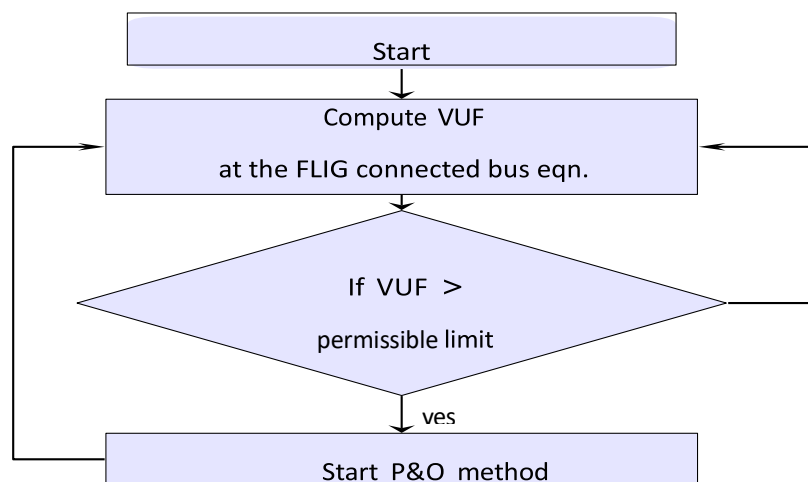 Start
Compute VUF
at the FLIG connected bus eqn.
If VUF >
permissible limit
yes
Start P&O method